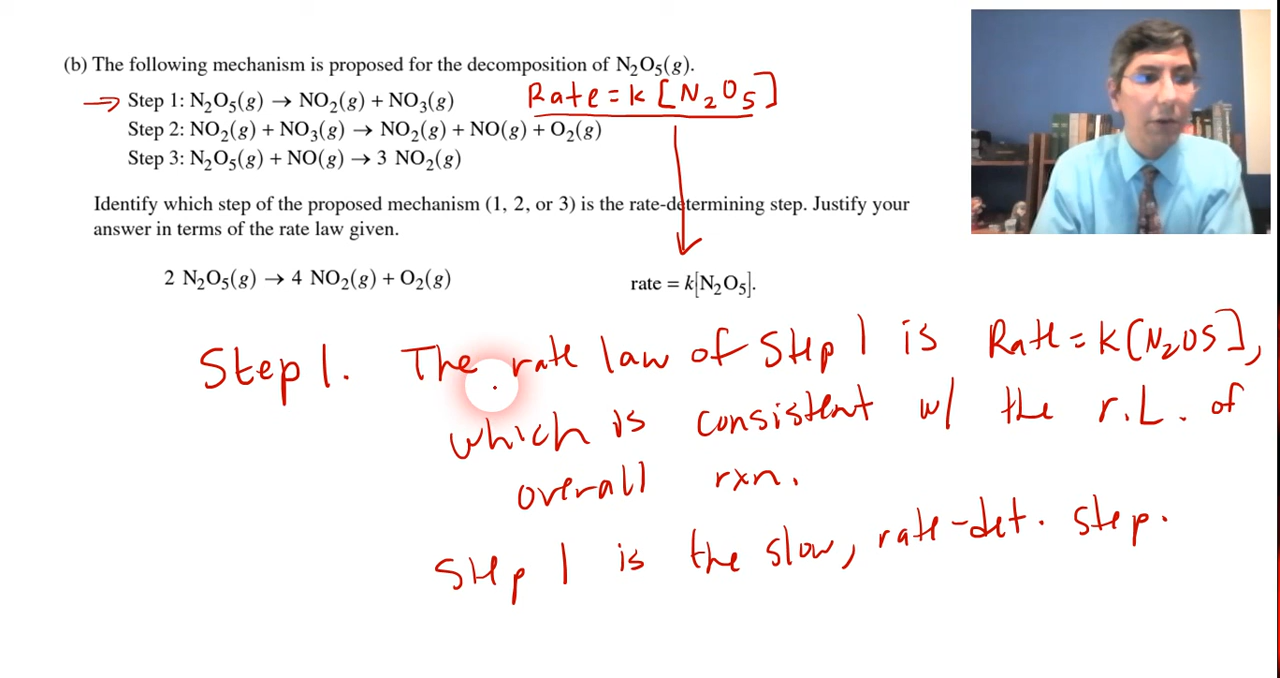 (b) The following mechanism is proposed for the decomposition of N₂O₅(g).
Step 1: N₂O₅(g) → NO₂(g) + NO₃(g)
Rate = k [N₂O₅]
Step 2: NO₂(g) + NO₃(g) → NO₂(g) + NO(g) + O₂(g)
Step 3: N₂O₅(g) + NO(g) → 3 NO₂(g)
Identify which step of the proposed mechanism (1, 2, or 3) is the rate-determining step. Justify your
answer in terms of the rate law given.
2 N₂O₅(g) → 4 NO₂(g) + O₂(g)
rate = k[N₂O₅].
Step 1. The rate law of Step 1 is Rate = k[N₂O5],
which is consistent w/ the r.L. of
overall rxn.
Step 1 is the slow, rate-det. step.